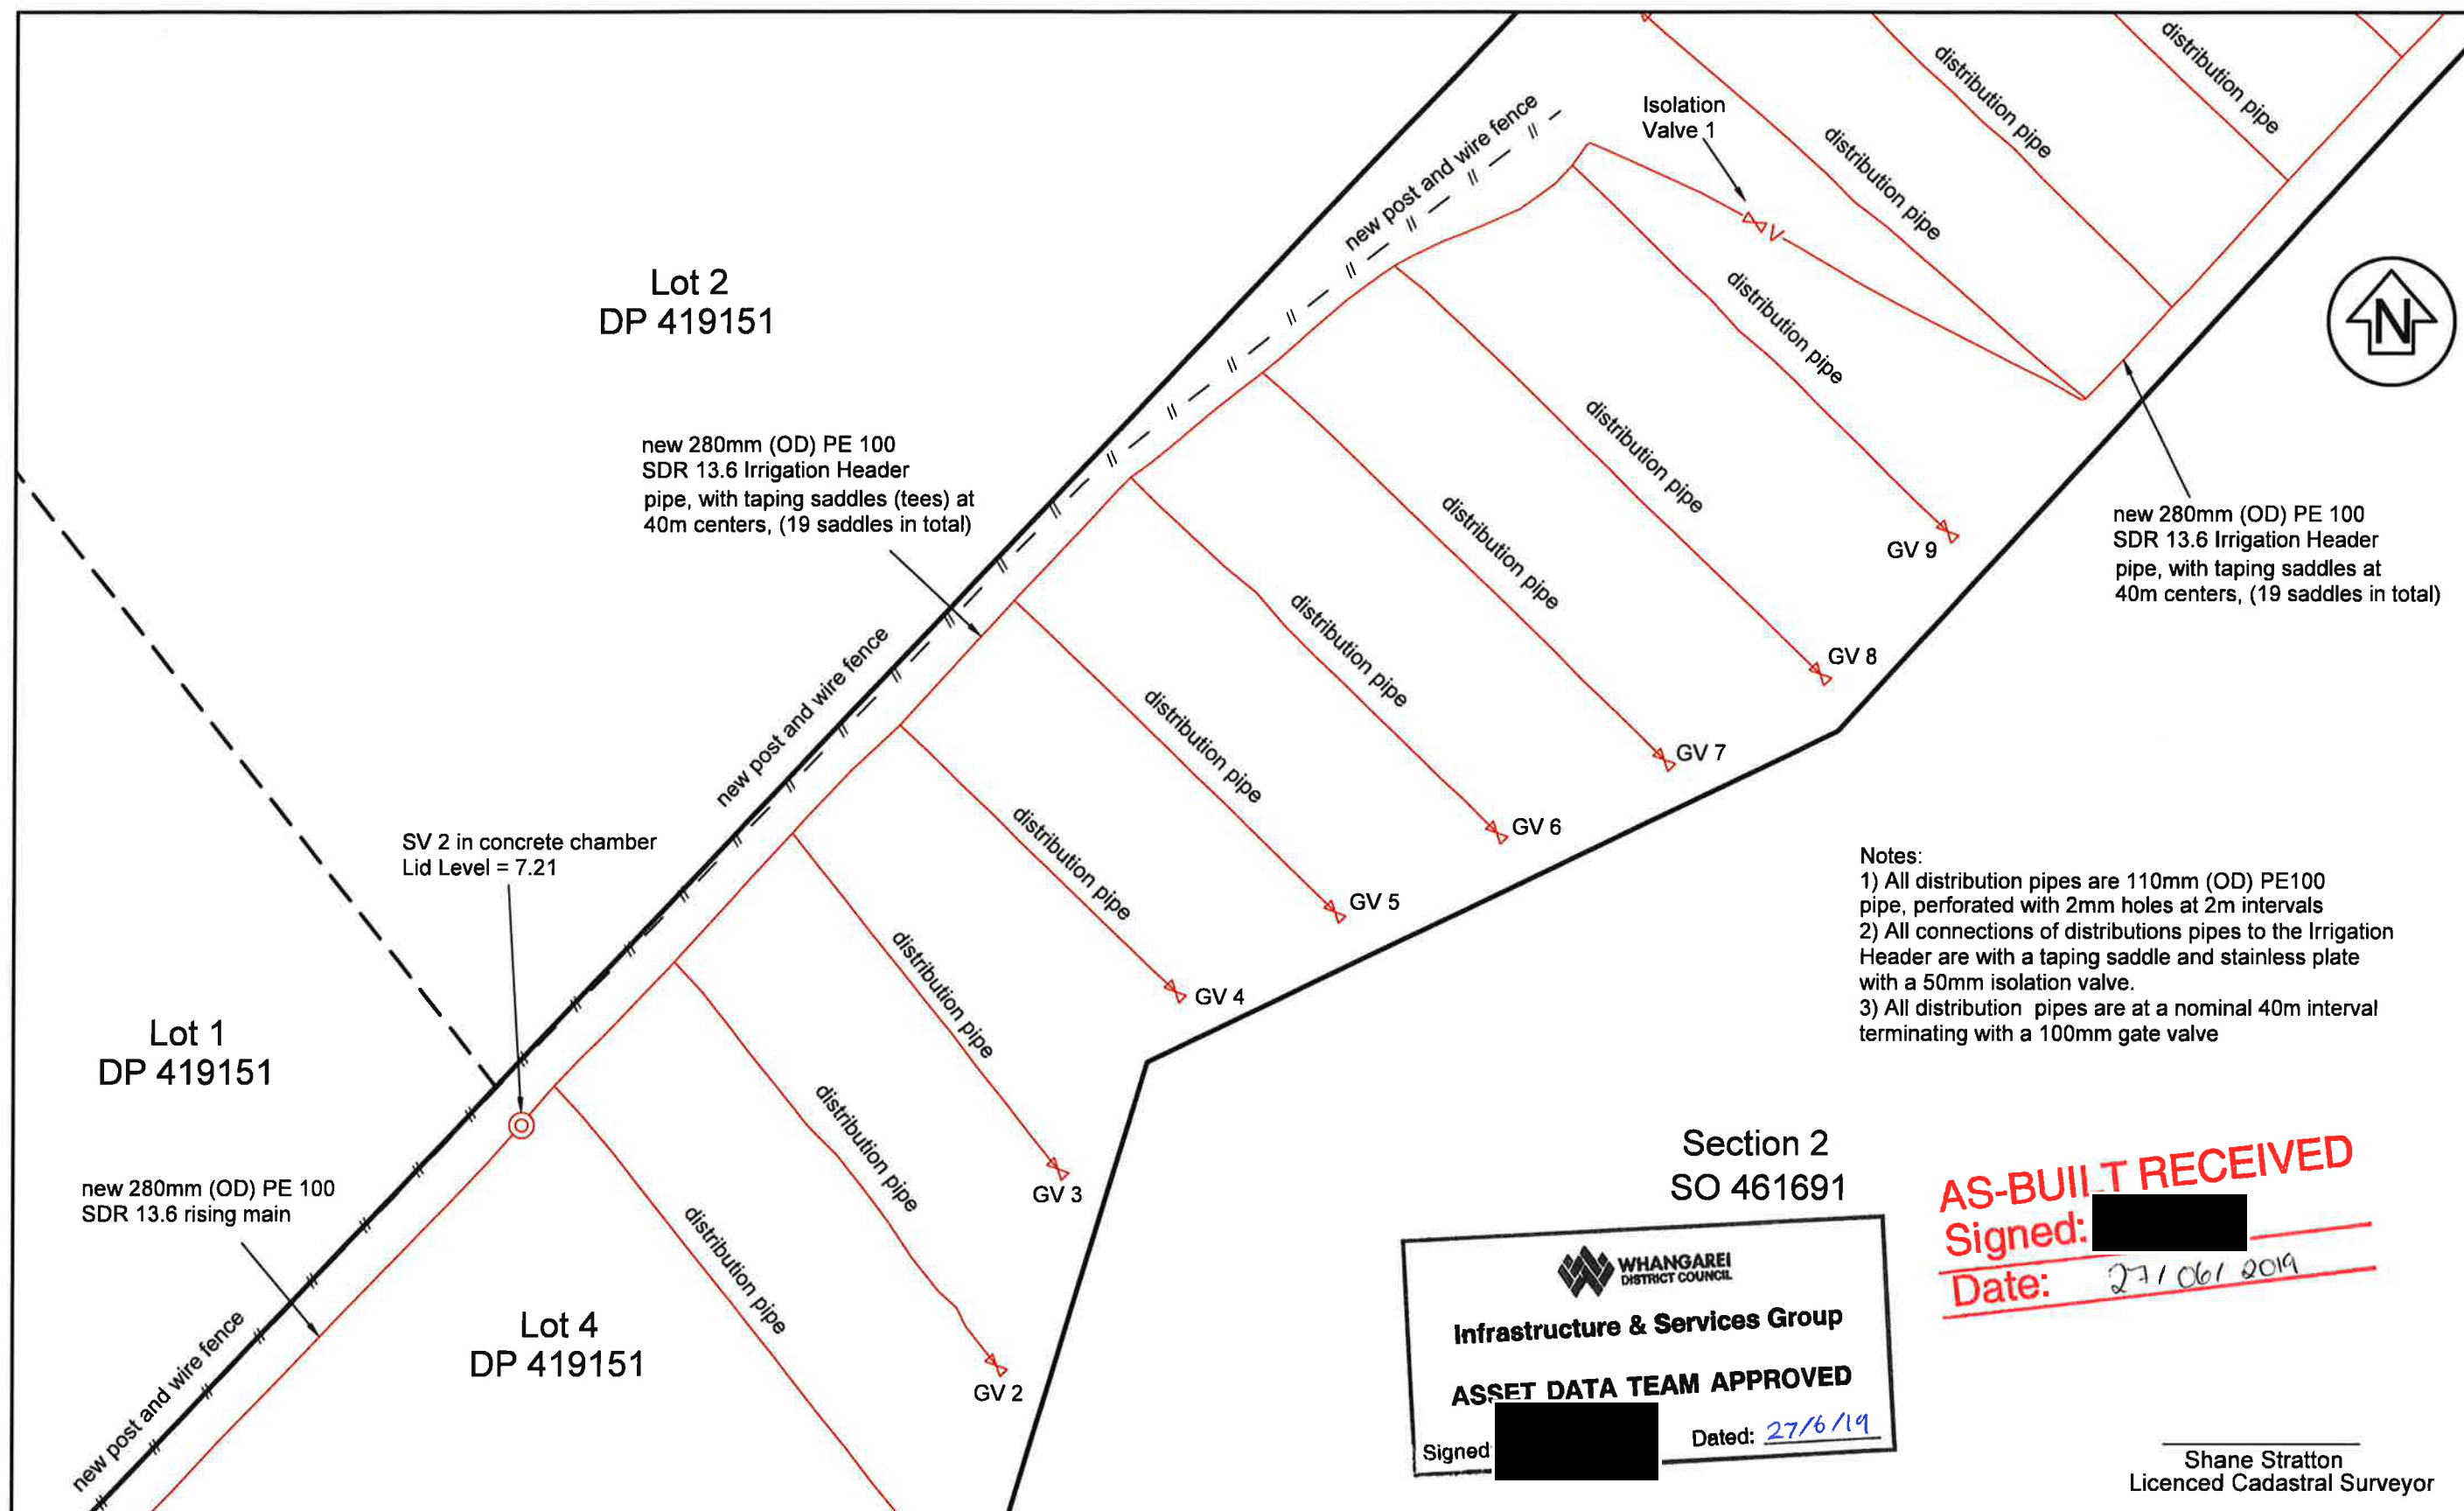 distribution pipe
distribution pipe
distribution pipe
Isolation
Valve 1
new post and wire fence
Lot 2
DP 419151
N
distribution pipe
distribution pipe
distribution pipe
distribution pipe
distribution pipe
distribution pipe
distribution pipe
distribution pipe
distribution pipe
distribution pipe
new 280mm (OD) PE 100
SDR 13.6 Irrigation Header
pipe, with taping saddles (tees) at
40m centers, (19 saddles in total)
new 280mm (OD) PE 100
SDR 13.6 Irrigation Header
pipe, with taping saddles at
40m centers, (19 saddles in total)
GV 9
GV 8
GV 7
GV 6
GV 5
GV 4
GV 3
GV 2
new post and wire fence
SV 2 in concrete chamber
Lid Level = 7.21
Lot 1
DP 419151
new 280mm (OD) PE 100
SDR 13.6 rising main
new post and wire fence
Lot 4
DP 419151
Notes:
1) All distribution pipes are 110mm (OD) PE100
pipe, perforated with 2mm holes at 2m intervals
2) All connections of distributions pipes to the Irrigation
Header are with a taping saddle and stainless plate
with a 50mm isolation valve.
3) All distribution pipes are at a nominal 40m interval
terminating with a 100mm gate valve
Section 2
SO 461691
AS-BUILT RECEIVED
Signed:
Date: 27/06/2019
WHANGAREI
DISTRICT COUNCIL
Infrastructure & Services Group
ASSET DATA TEAM APPROVED
Signed Dated: 27/6/19
Shane Stratton
Licenced Cadastral Surveyor